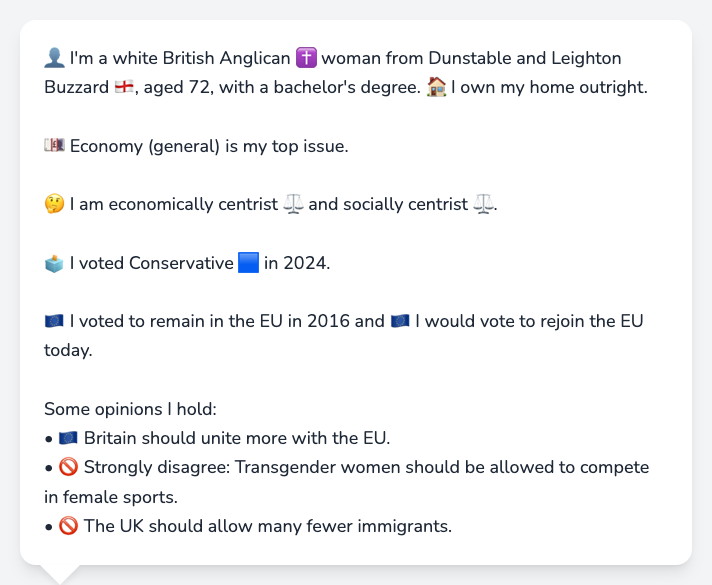 👤 I'm a white British Anglican ✝️ woman from Dunstable and Leighton
Buzzard 🏴󠁧󠁢󠁥󠁮󠁧󠁿, aged 72, with a bachelor's degree. 🏠 I own my home outright.
💷 Economy (general) is my top issue.
🤔 I am economically centrist ⚖️ and socially centrist ⚖️.
🗳️ I voted Conservative 🟦 in 2024.
🇪🇺 I voted to remain in the EU in 2016 and 🇪🇺 I would vote to rejoin the EU
today.
Some opinions I hold:
• 🇪🇺 Britain should unite more with the EU.
• 🚫 Strongly disagree: Transgender women should be allowed to compete
in female sports.
• 🚫 The UK should allow many fewer immigrants.